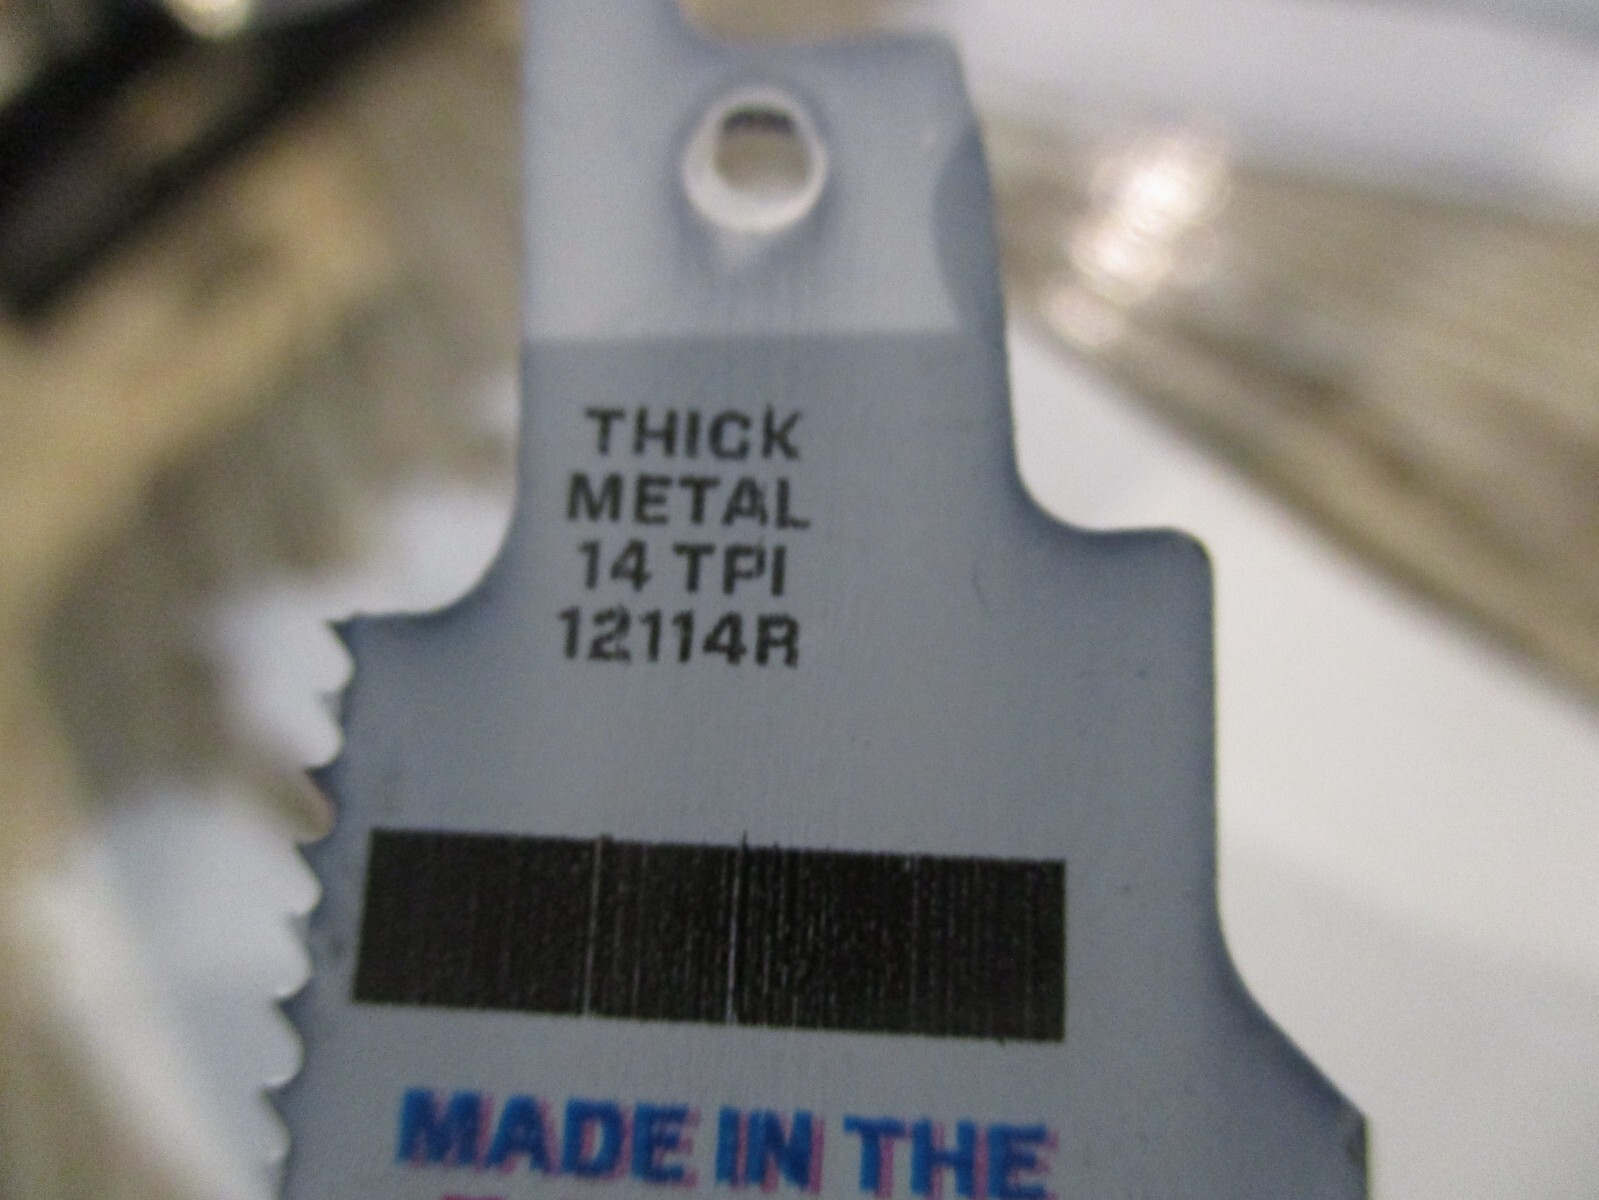 THICK
METAL
14 TPI
12114R
MADE IN THE